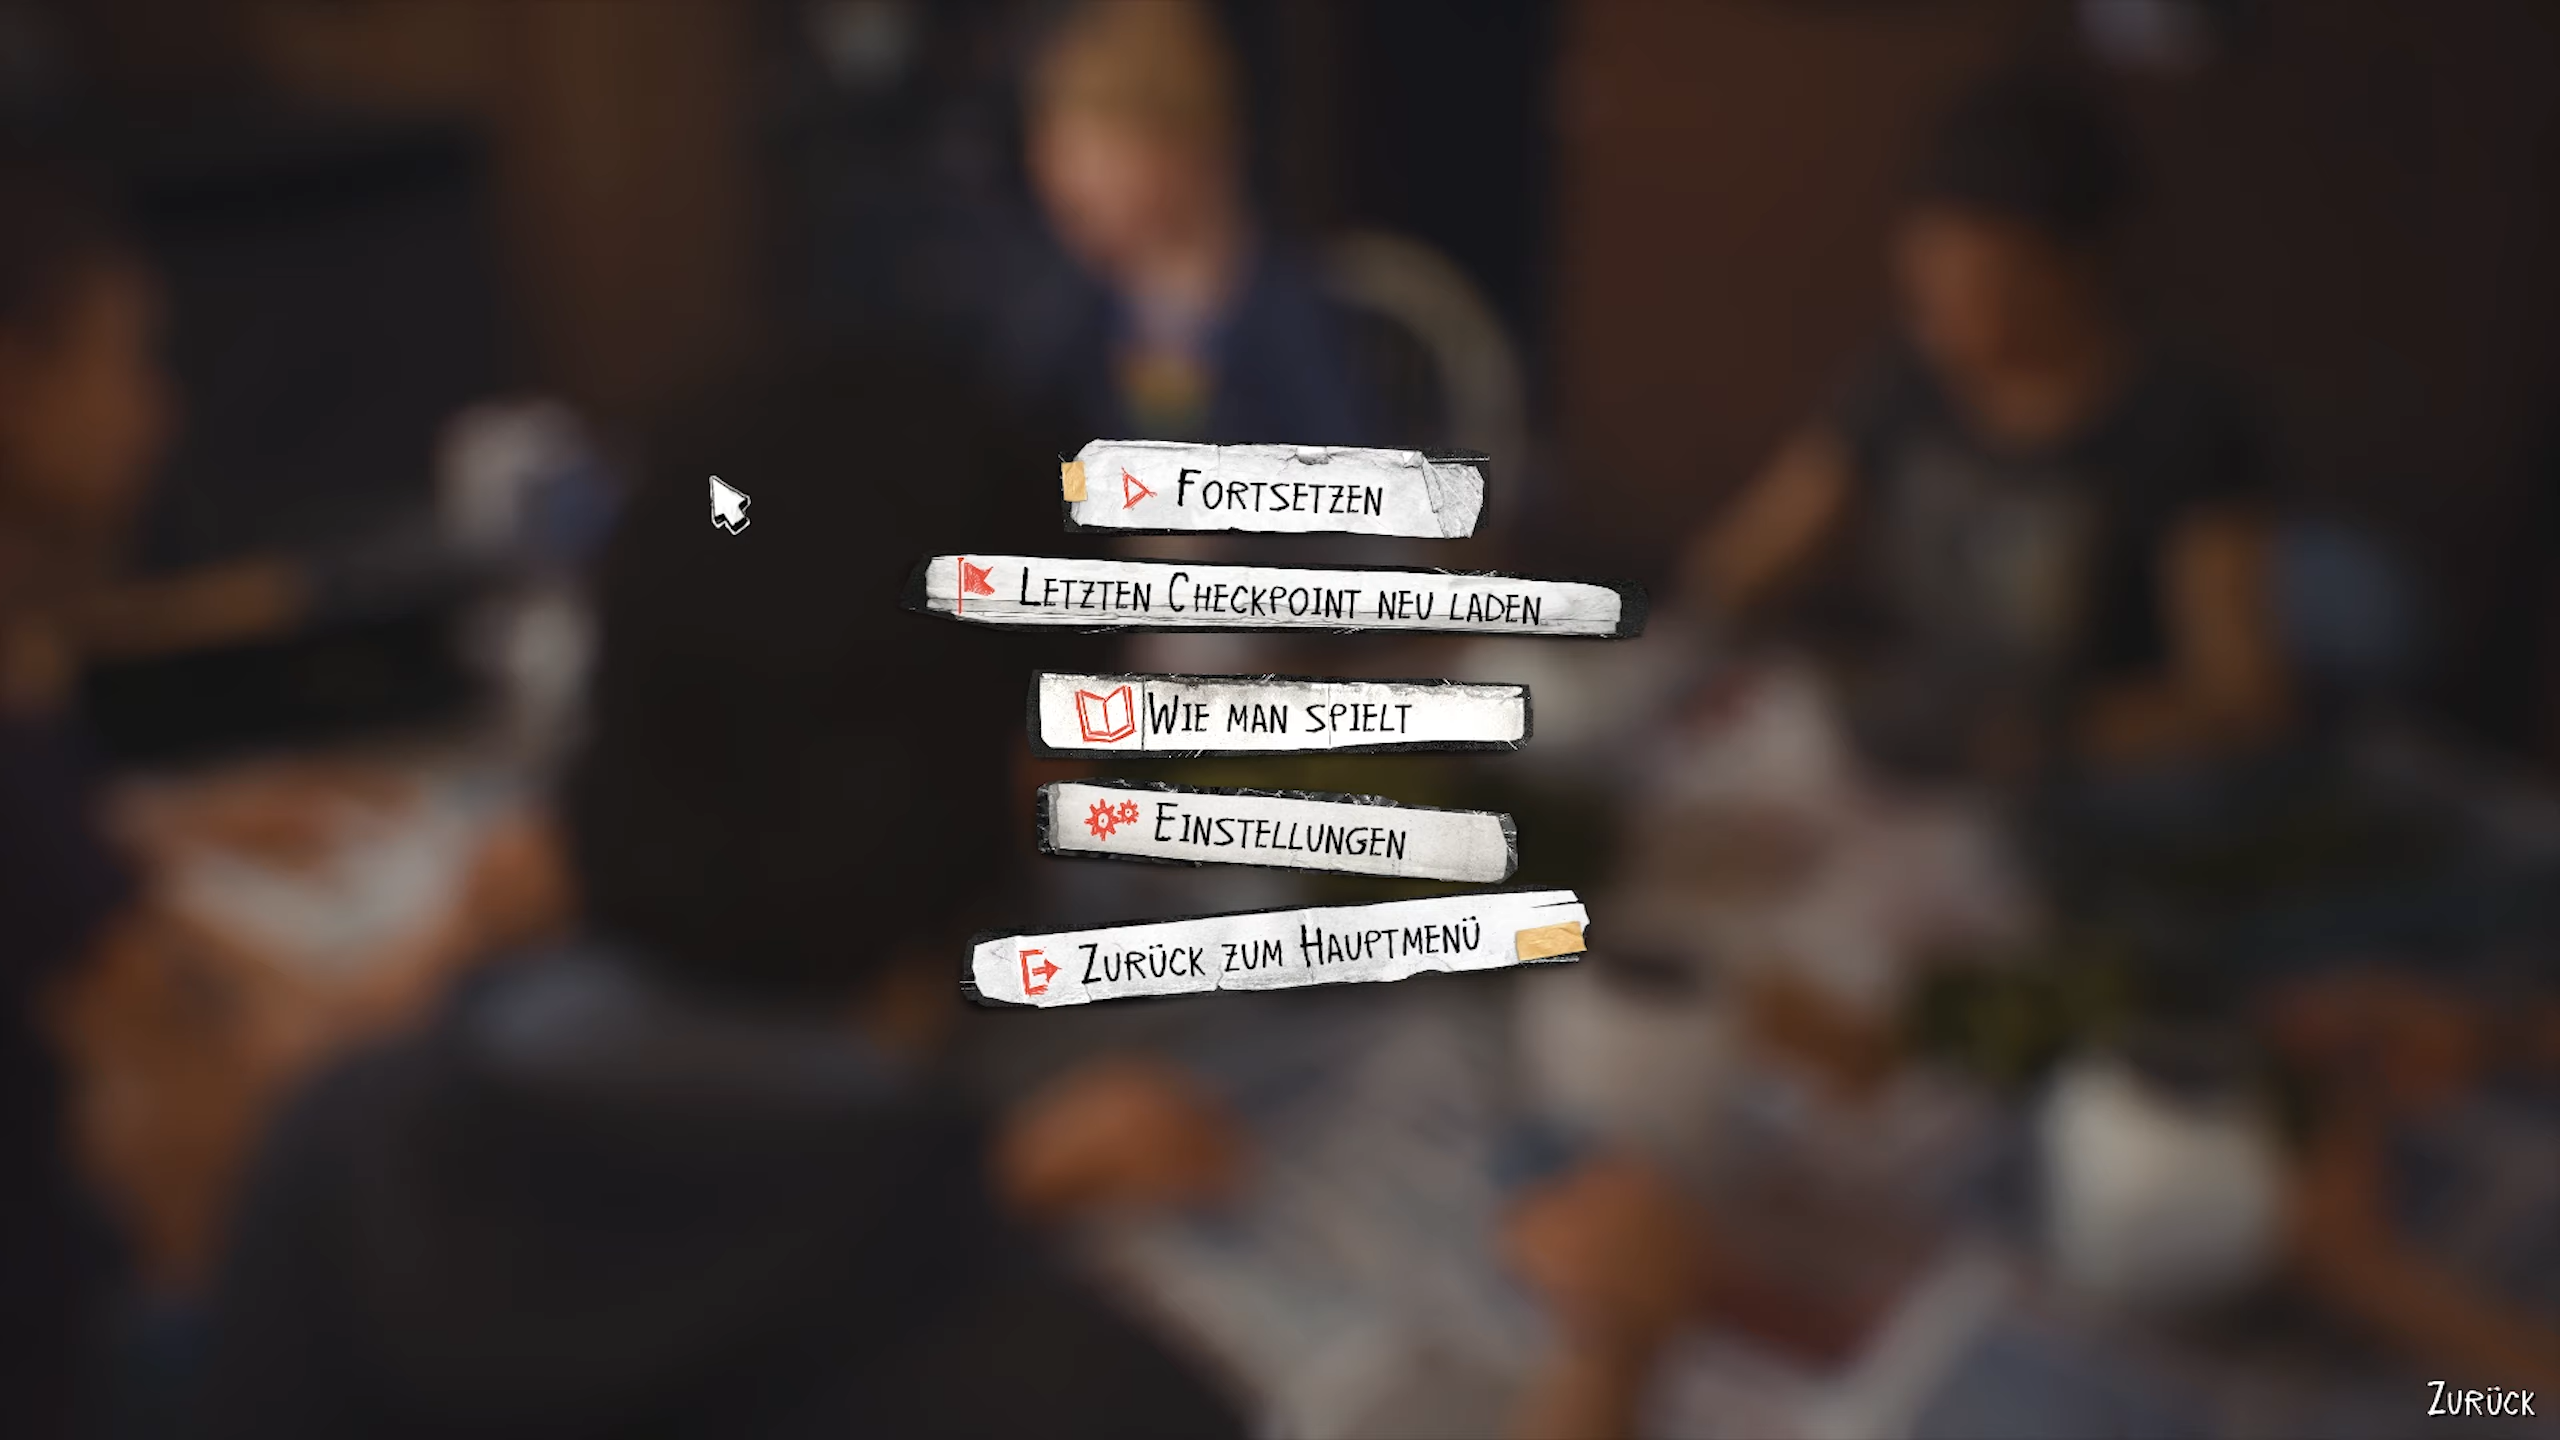 Fortsetzen
Letzten Checkpoint neu laden
Wie man spielt
Einstellungen
Zurück zum Hauptmenü
Zurück